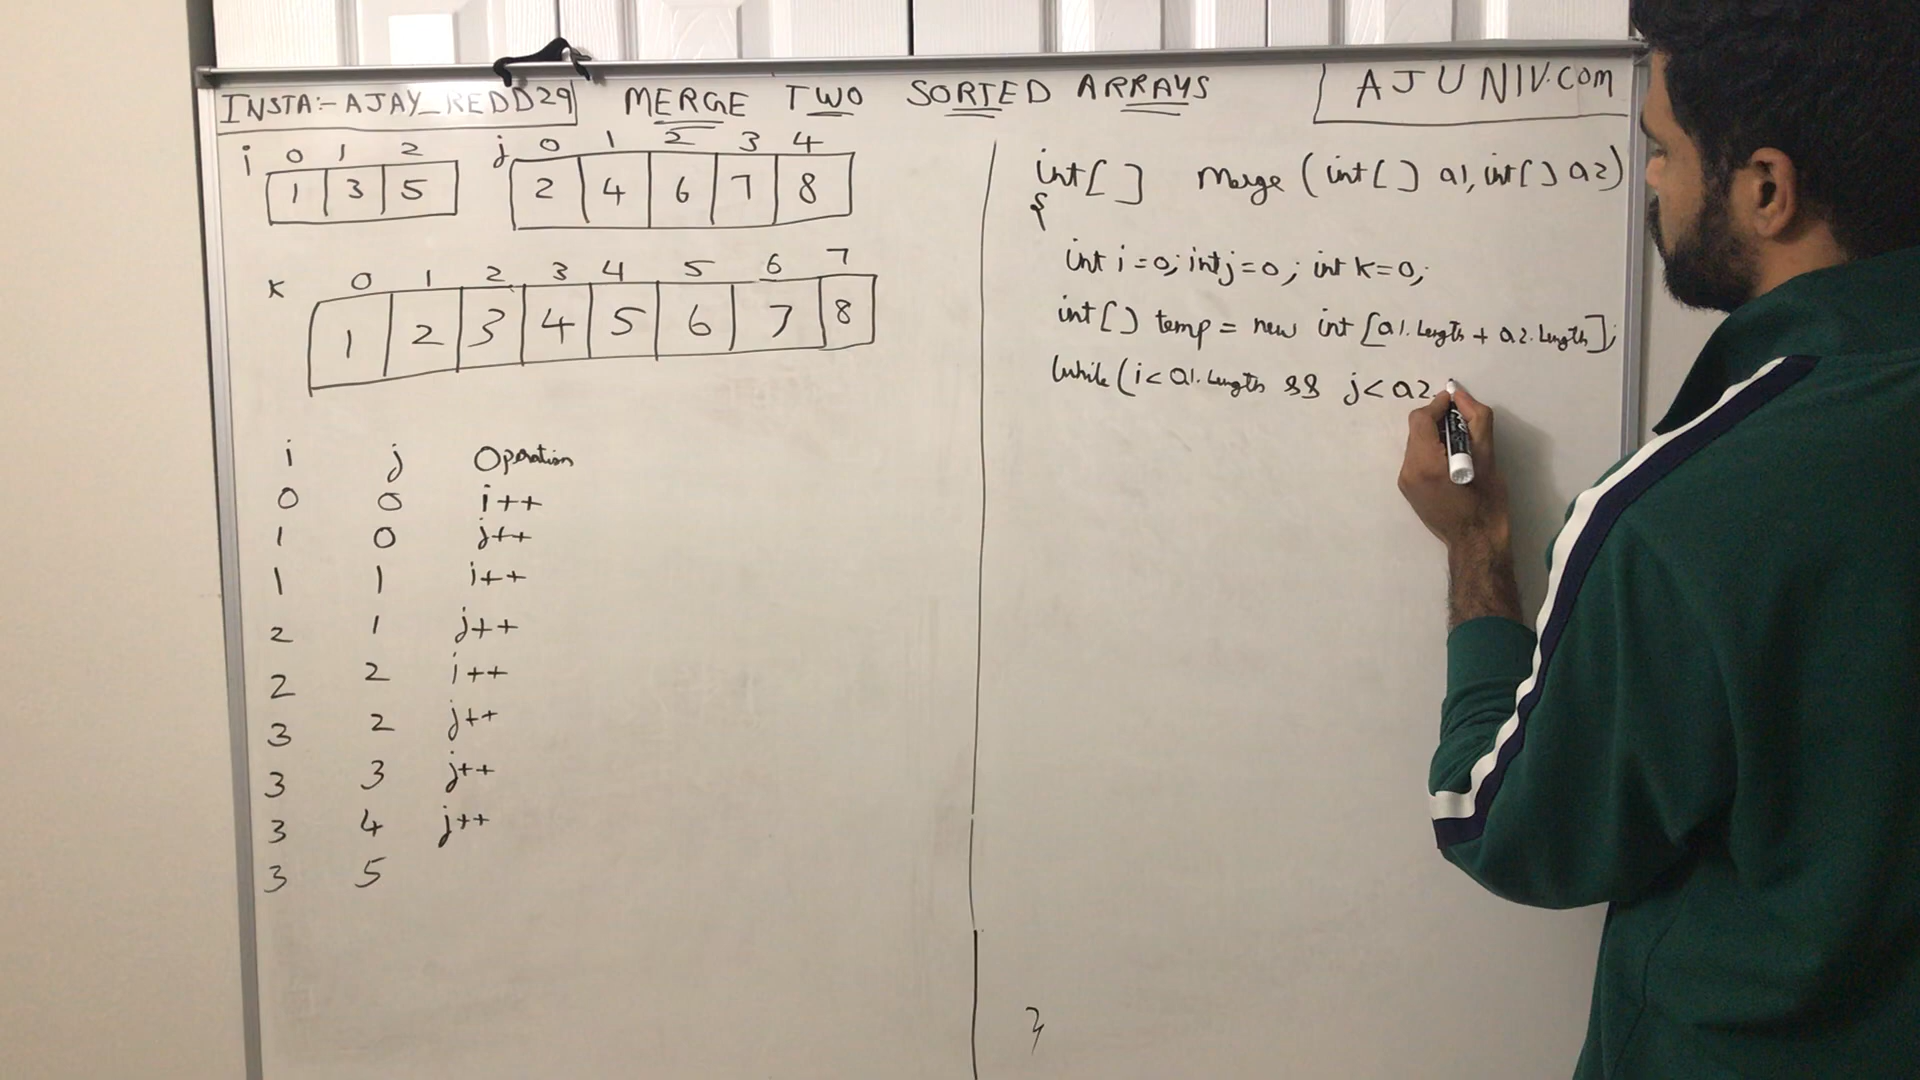 INSTA:- AJAY_REDD29 MERGE TWO SORTED ARRAYS AJUNIV.COM
i 0 1 2 j 0 1 2 3 4
1 3 5 2 4 6 7 8
k 0 1 2 3 4 5 6 7
1 2 3 4 5 6 7 8
i j Operation
0 0 i++
1 0 j++
1 1 i++
2 1 j++
2 2 i++
3 2 j++
3 3 j++
3 4 j++
3 5
int[] Merge (int[] a1, int[] a2)
{
int i=0; int j=0; int k=0;
int[] temp = new int [a1.Length + a2.Length];
while (i< a1.Length && j< a2.
}